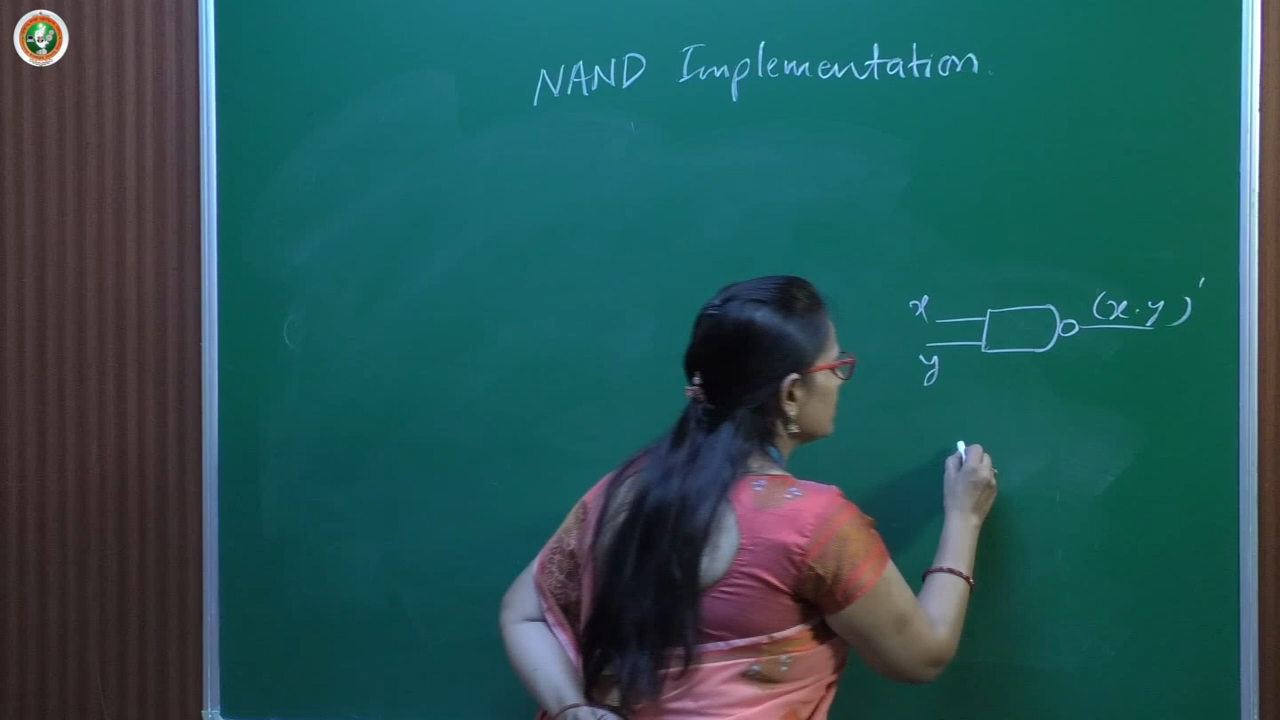 NAND Implementation.
x
y
(x.y)'